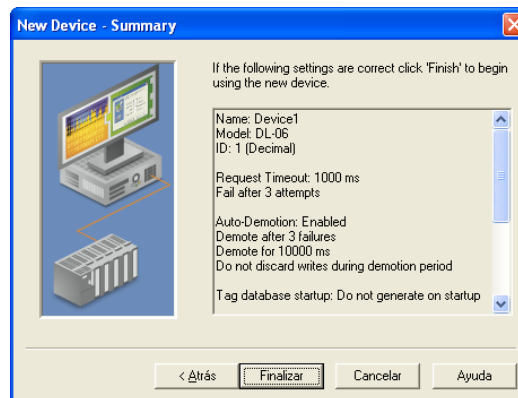 New Device - Summary
If the following settings are correct click 'Finish' to begin
using the new device.
Name: Device1
Model: DL-06
ID: 1 (Decimal)
Request Timeout: 1000 ms
Fail after 3 attempts
Auto-Demotion: Enabled
Demote after 3 failures
Demote for 10000 ms
Do not discard writes during demotion period
Tag database startup: Do not generate on startup
< Atrás Finalizar Cancelar Ayuda